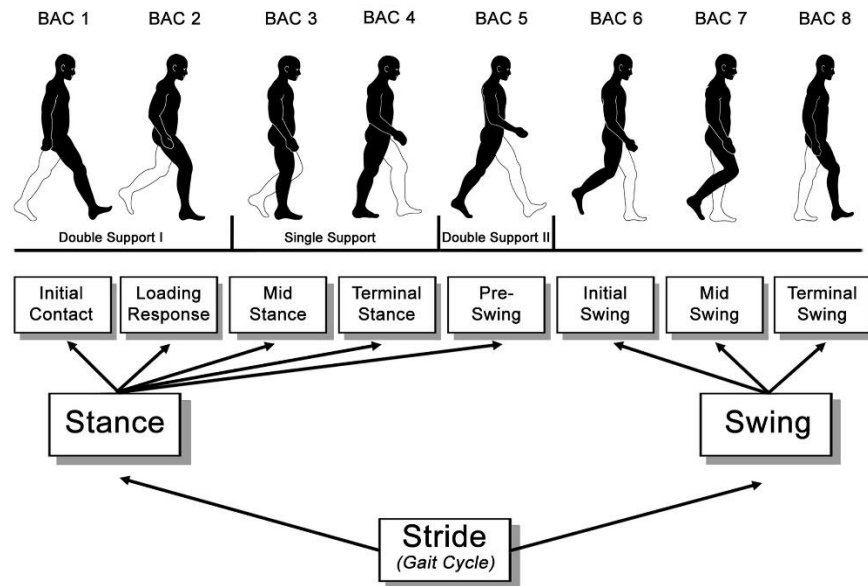 BAC 1 BAC 2 BAC 3 BAC 4 BAC 5 BAC 6 BAC 7 BAC 8
Double Support I Single Support Double Support II
Initial
Contact
Loading
Response
Mid
Stance
Terminal
Stance
Pre-
Swing
Initial
Swing
Mid
Swing
Terminal
Swing
Stance
Swing
Stride
(Gait Cycle)